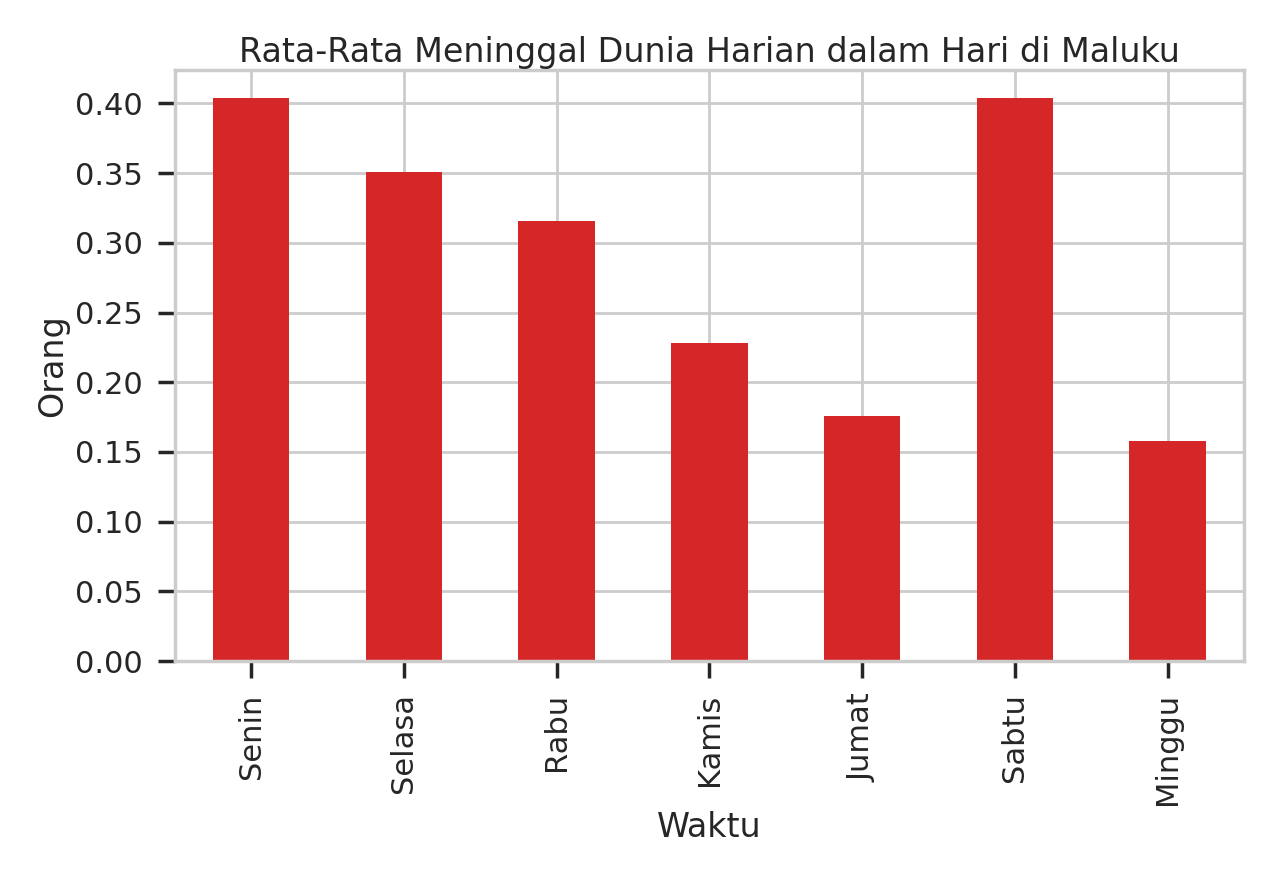 Rata-Rata Meninggal Dunia Harian dalam Hari di Maluku
Orang
0.40
0.35
0.30
0.25
0.20
0.15
0.10
0.05
0.00
Senin
Selasa
Rabu
Kamis
Jumat
Sabtu
Minggu
Waktu